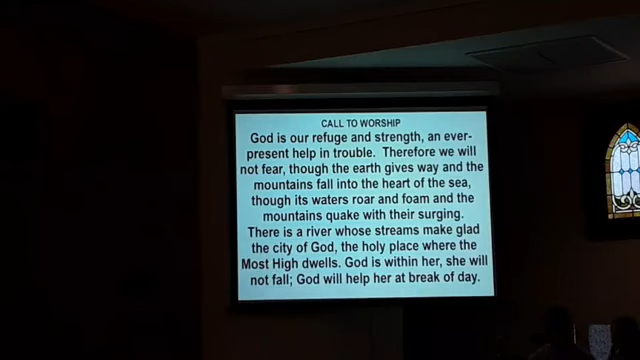 CALL TO WORSHIP
God is our refuge and strength, an ever-
present help in trouble. Therefore we will
not fear, though the earth gives way and the
mountains fall into the heart of the sea,
though its waters roar and foam and the
mountains quake with their surging.
There is a river whose streams make glad
the city of God, the holy place where the
Most High dwells. God is within her, she will
not fall; God will help her at break of day.